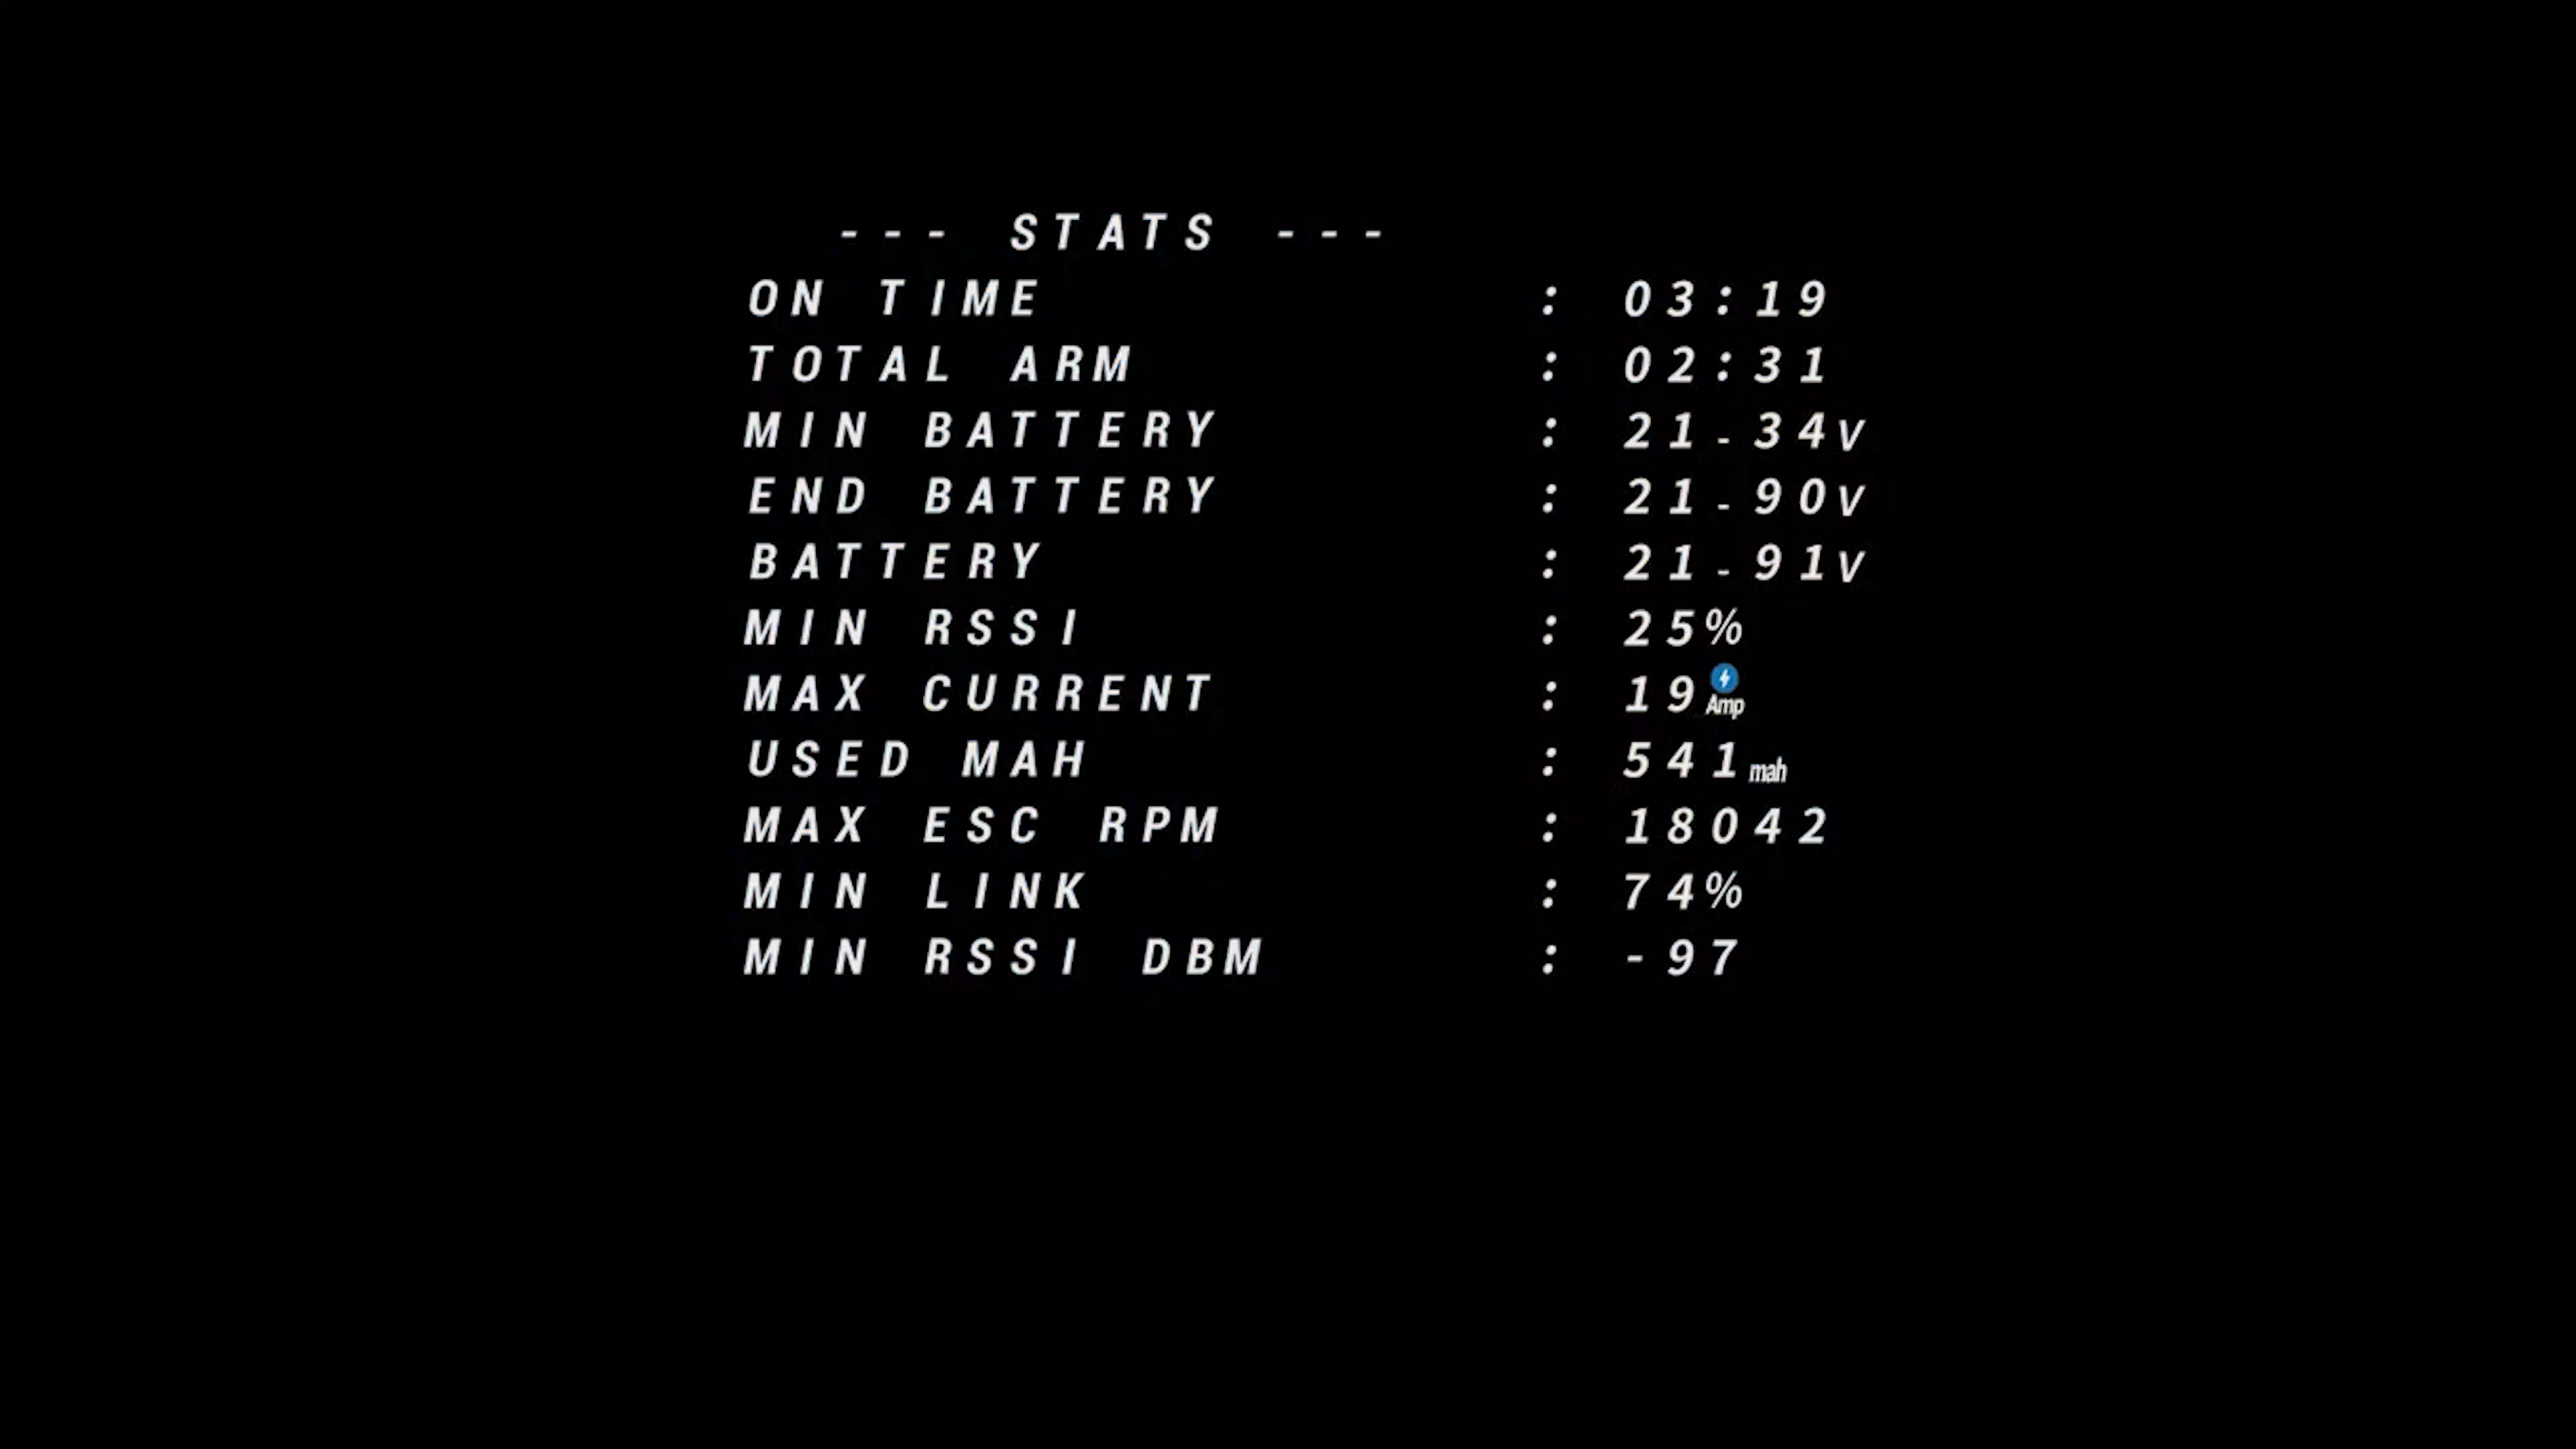 --- STATS ---
ON TIME : 03:19
TOTAL ARM : 02:31
MIN BATTERY : 21.34V
END BATTERY : 21.90V
BATTERY : 21.91V
MIN RSSI : 25%
MAX CURRENT : 19 Amp
USED MAH : 541mah
MAX ESC RPM : 18042
MIN LINK : 74%
MIN RSSI DBM : -97